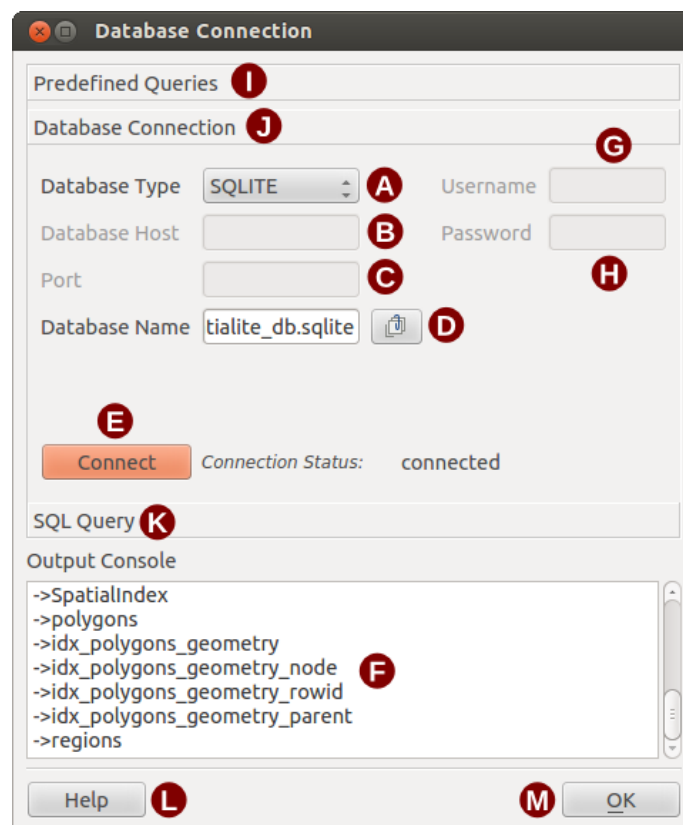 Database Connection
Predefined Queries I
Database Connection J
G
Database Type SQLITE A Username
Database Host B Password
Port C H
Database Name tialite_db.sqlite D
E
Connect Connection Status: connected
SQL Query K
Output Console
->SpatialIndex
->polygons
->idx_polygons_geometry
->idx_polygons_geometry_node F
->idx_polygons_geometry_rowid
->idx_polygons_geometry_parent
->regions
Help L M OK